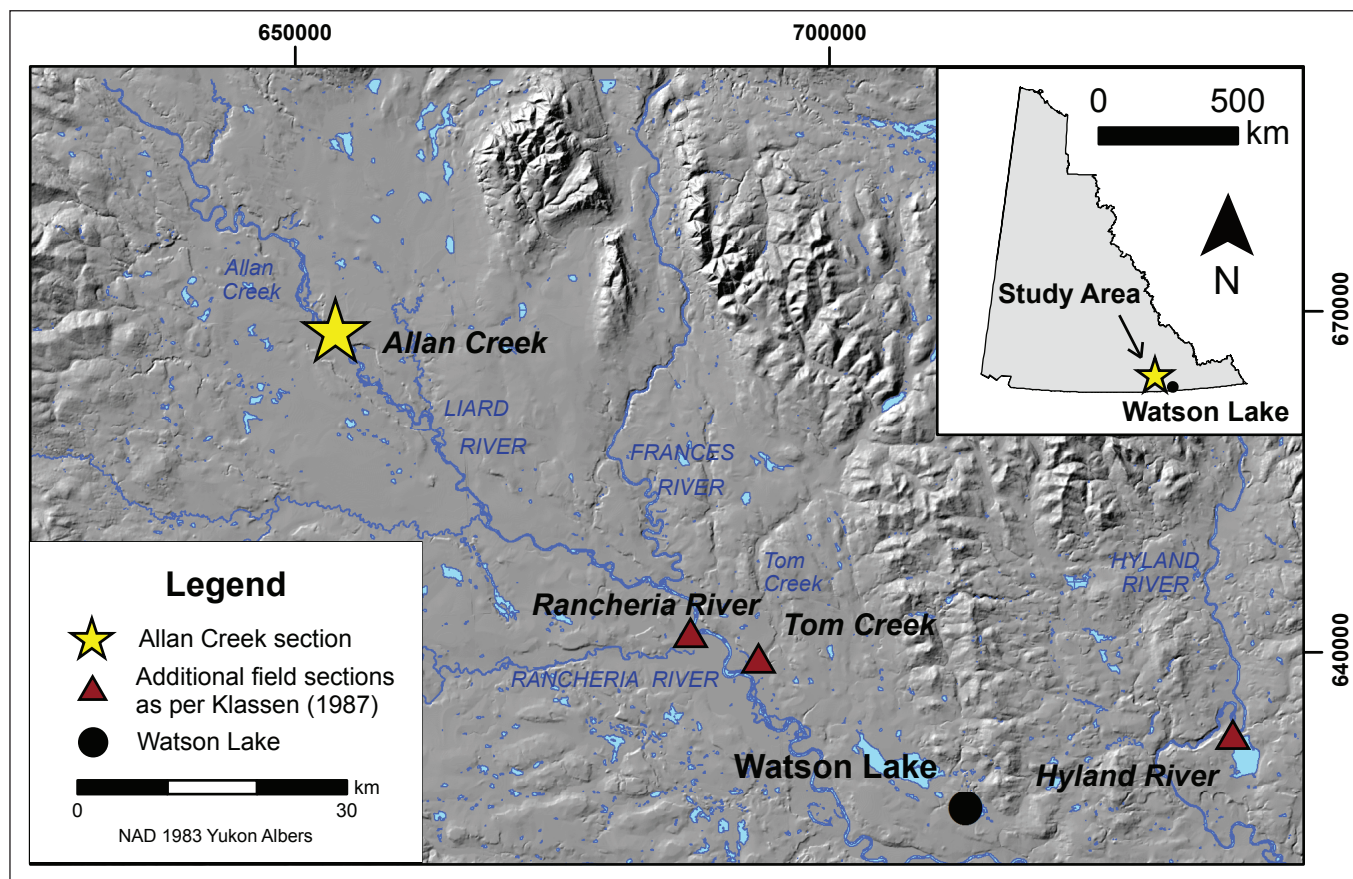 650000
700000
0 500
km
N
Study Area
Watson Lake
670000
640000
Allan
Creek
Allan Creek
LIARD
RIVER
FRANCES
RIVER
Tom
Creek
HYLAND
RIVER
Rancheria River
Tom Creek
RANCHERIA RIVER
Watson Lake
Hyland River
Legend
Allan Creek section
Additional field sections
as per Klassen (1987)
Watson Lake
km
0 30
NAD 1983 Yukon Albers